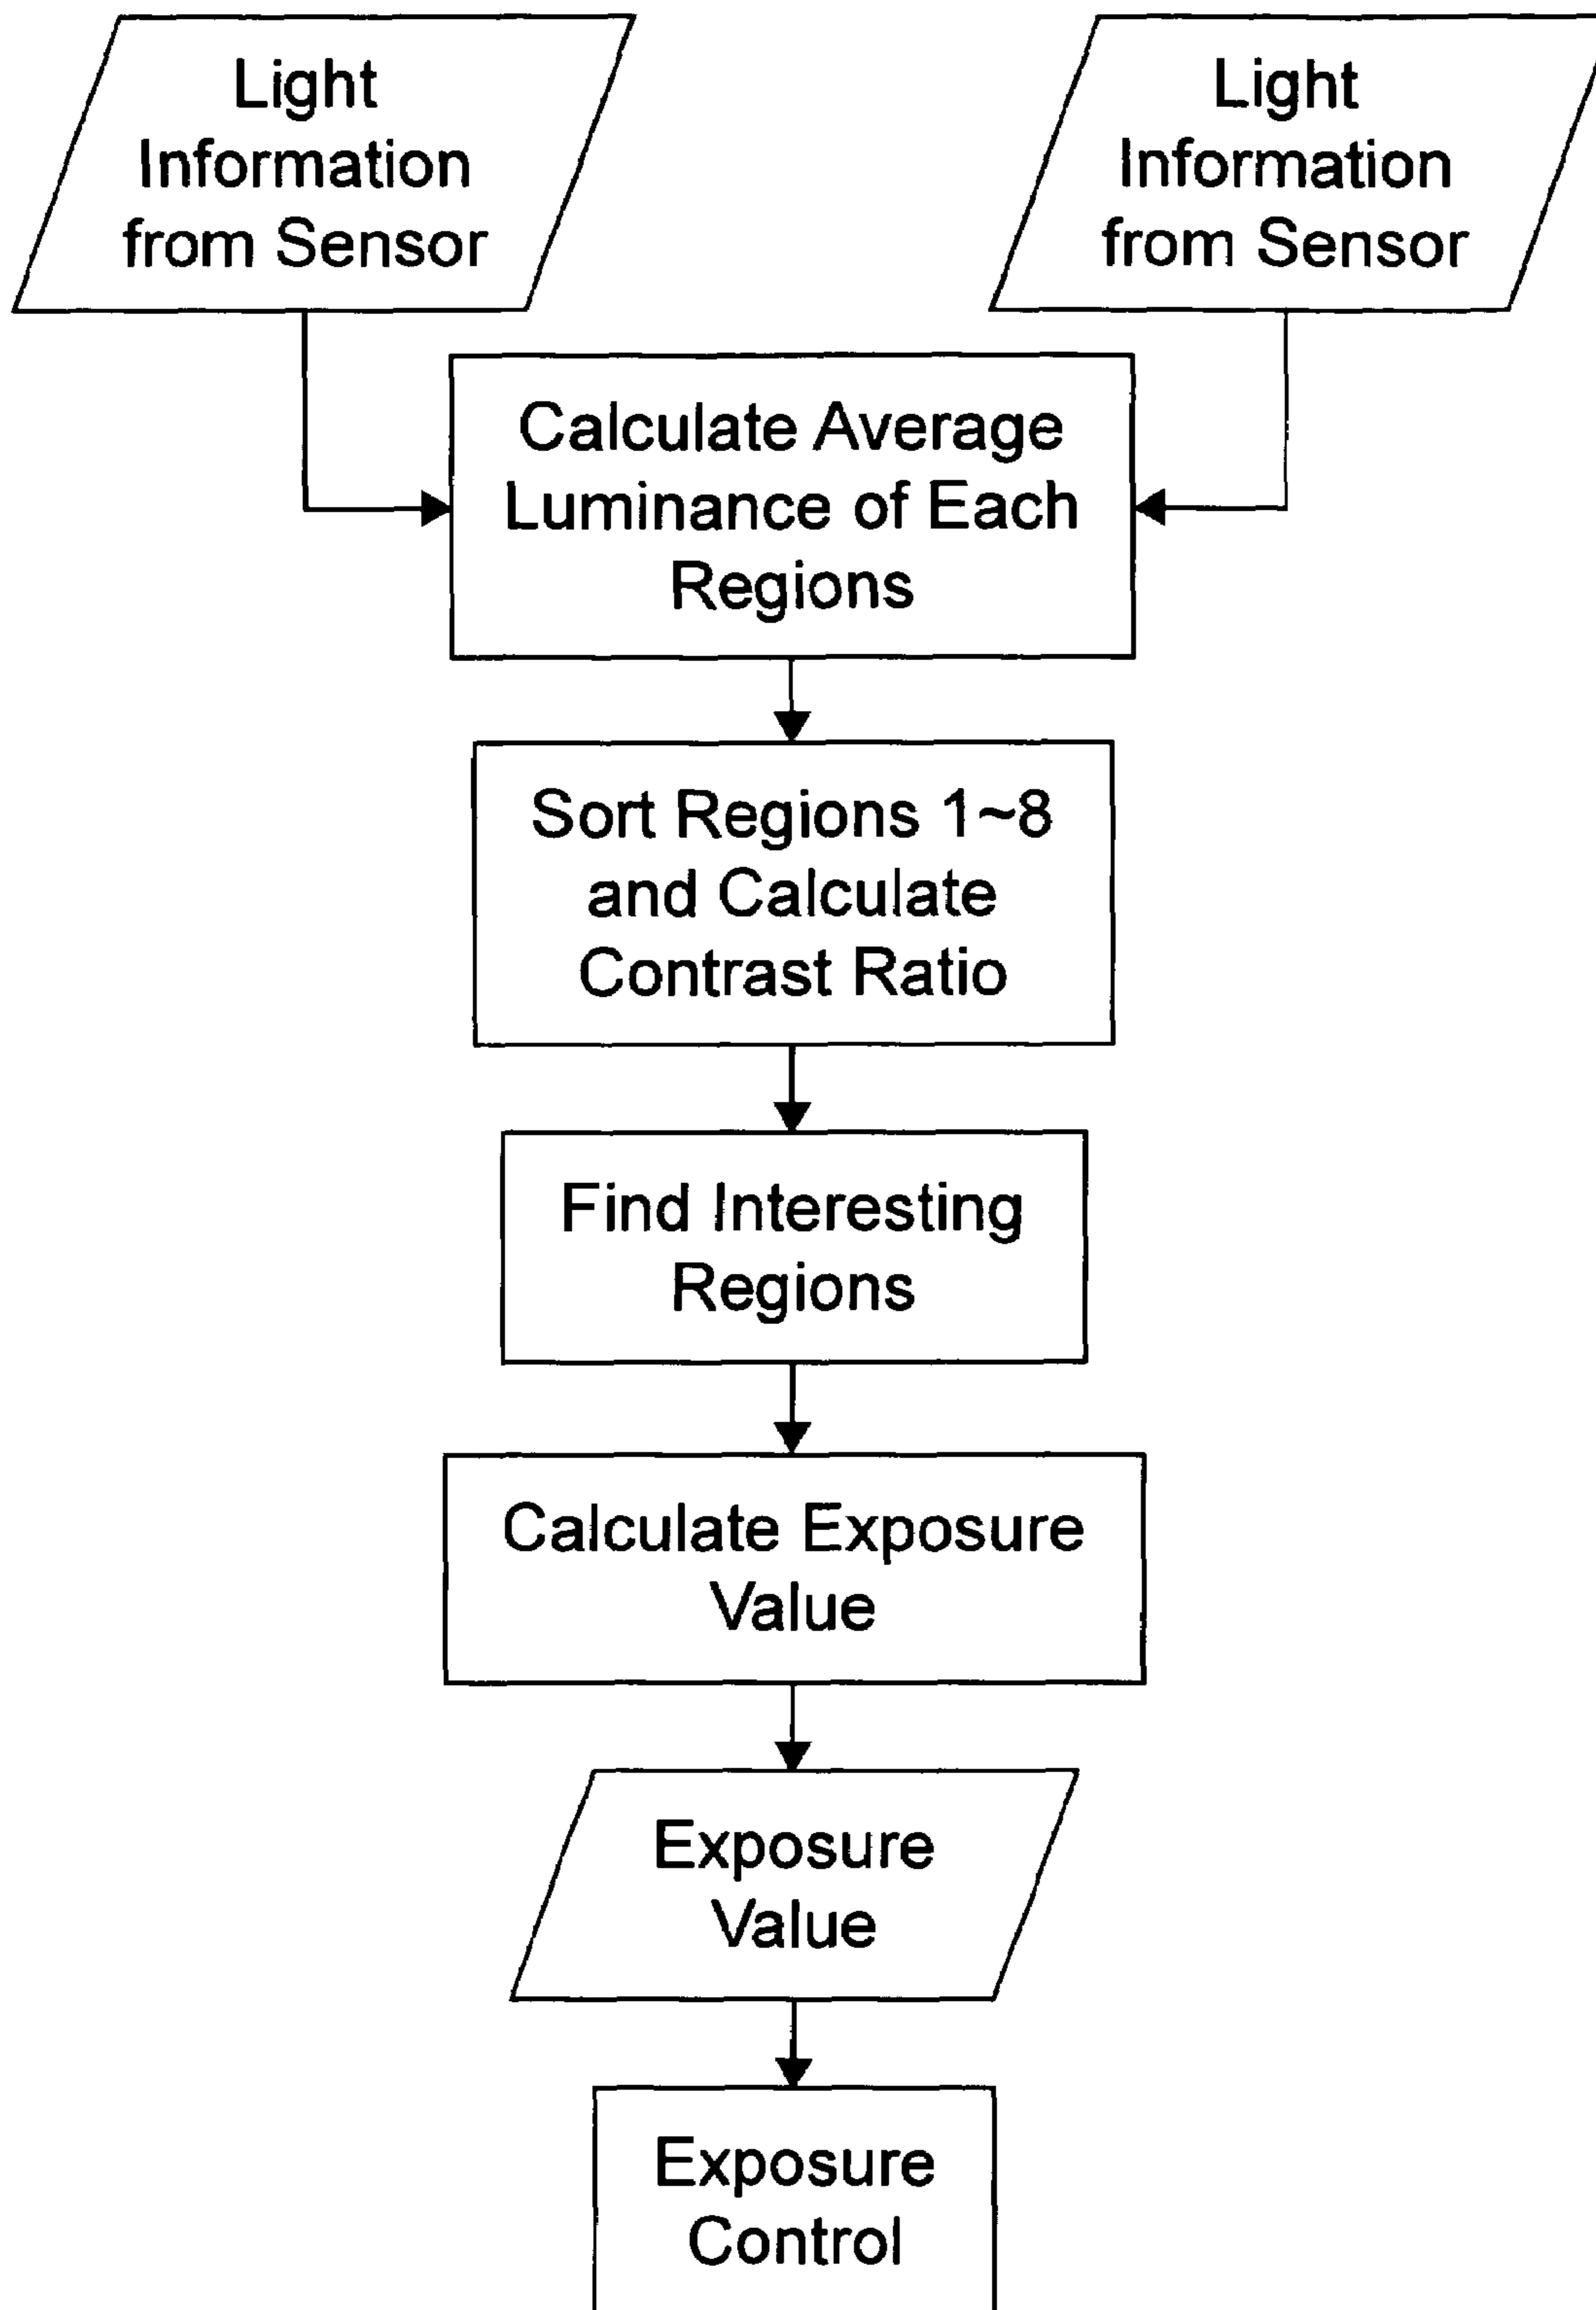 Light
Information
from Sensor
Light
Information
from Sensor
Calculate Average
Luminance of Each
Regions
Sort Regions 1~8
and Calculate
Contrast Ratio
Find Interesting
Regions
Calculate Exposure
Value
Exposure
Value
Exposure
Control